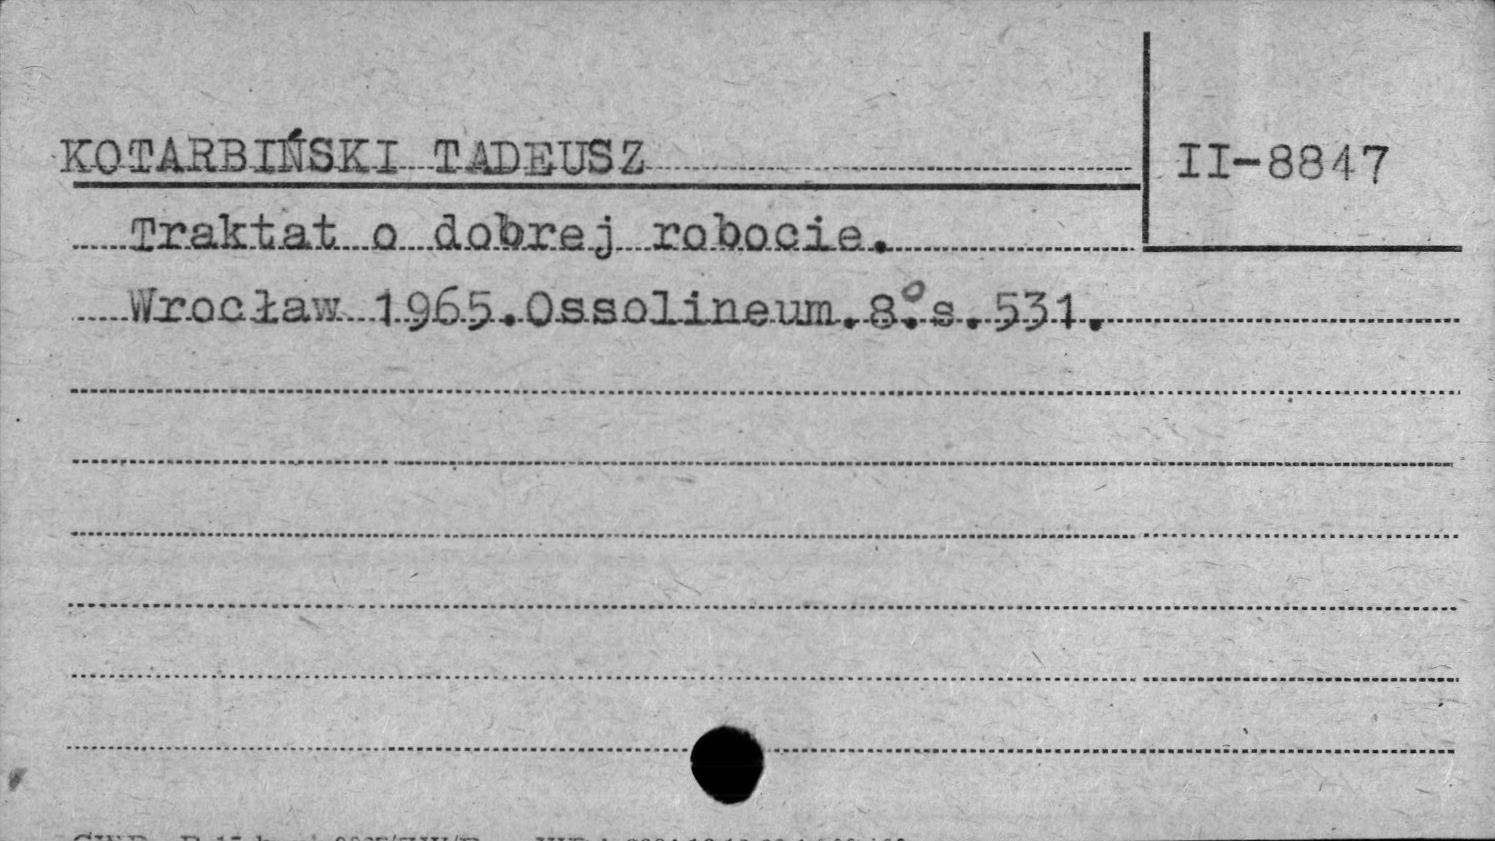 KOTARBIŃSKI TADEUSZ
II-8847
Traktat o dobrej robocie.
Wrocław 1965.Ossolineum.8°.s.531.